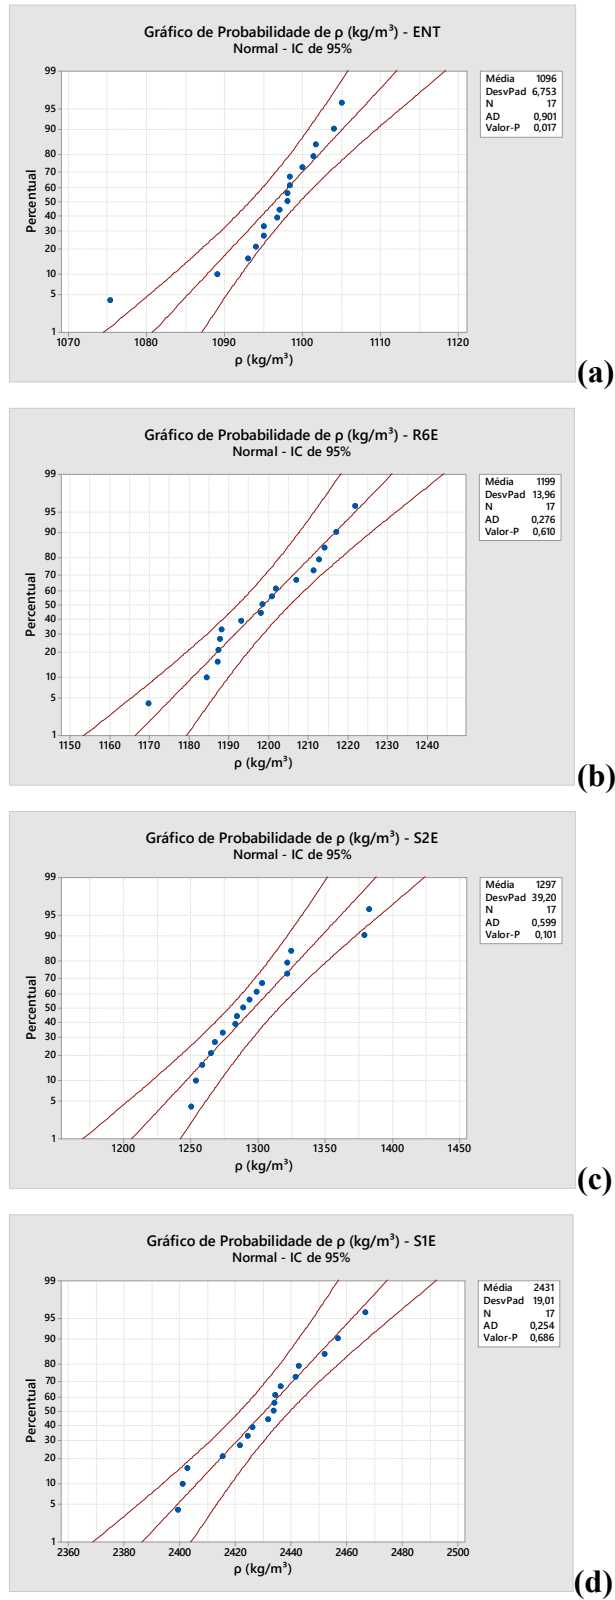 Gráfico de Probabilidade de ρ (kg/m³) - ENT
Normal - IC de 95%
Média 1096
DesvPad 6,753
N 17
AD 0,901
Valor-P 0,017
Percentual
99
95
90
80
70
60
50
40
30
20
10
5
1
1070 1080 1090 1100 1110 1120
ρ (kg/m³)
(a)
Gráfico de Probabilidade de ρ (kg/m³) - R6E
Normal - IC de 95%
Média 1199
DesvPad 13,96
N 17
AD 0,276
Valor-P 0,610
Percentual
99
95
90
80
70
60
50
40
30
20
10
5
1
1150 1160 1170 1180 1190 1200 1210 1220 1230 1240
ρ (kg/m³)
(b)
Gráfico de Probabilidade de ρ (kg/m³) - S2E
Normal - IC de 95%
Média 1297
DesvPad 39,20
N 17
AD 0,599
Valor-P 0,101
Percentual
99
95
90
80
70
60
50
40
30
20
10
5
1
1200 1250 1300 1350 1400 1450
ρ (kg/m³)
(c)
Gráfico de Probabilidade de ρ (kg/m³) - S1E
Normal - IC de 95%
Média 2431
DesvPad 19,01
N 17
AD 0,254
Valor-P 0,686
Percentual
99
95
90
80
70
60
50
40
30
20
10
5
1
2360 2380 2400 2420 2440 2460 2480 2500
ρ (kg/m³)
(d)